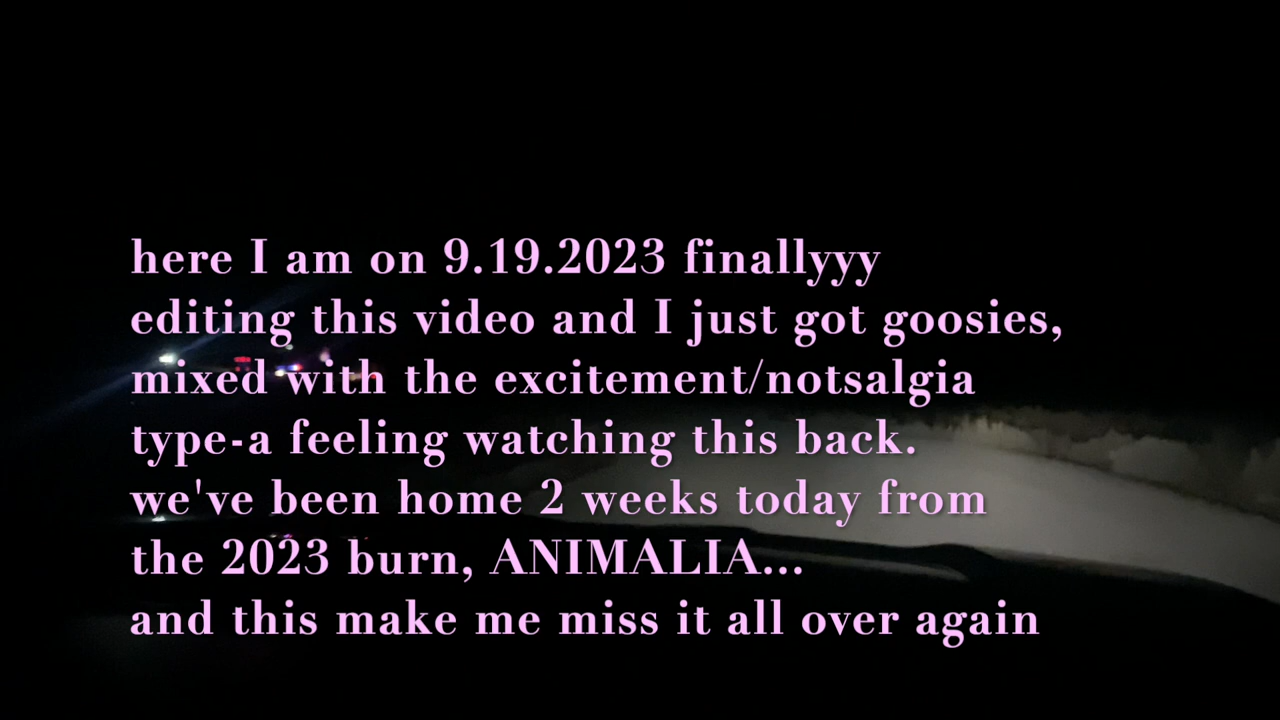 here I am on 9.19.2023 finallyyy
editing this video and I just got goosies,
mixed with the excitement/notsalgia
type-a feeling watching this back.
we've been home 2 weeks today from
the 2023 burn, ANIMALIA...
and this make me miss it all over again